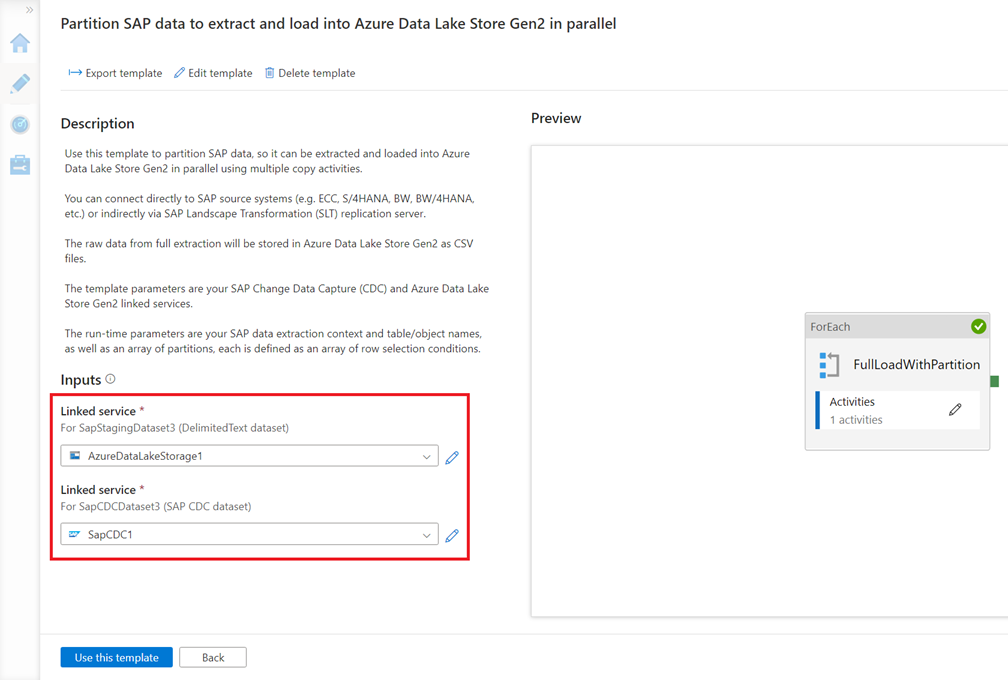 Partition SAP data to extract and load into Azure Data Lake Store Gen2 in parallel
Export template Edit template Delete template
Description
Use this template to partition SAP data, so it can be extracted and loaded into Azure
Data Lake Store Gen2 in parallel using multiple copy activities.
You can connect directly to SAP source systems (e.g. ECC, S/4HANA, BW, BW/4HANA,
etc.) or indirectly via SAP Landscape Transformation (SLT) replication server.
The raw data from full extraction will be stored in Azure Data Lake Store Gen2 as CSV
files.
The template parameters are your SAP Change Data Capture (CDC) and Azure Data Lake
Store Gen2 linked services.
The run-time parameters are your SAP data extraction context and table/object names,
as well as an array of partitions, each is defined as an array of row selection conditions.
Inputs
Linked service *
For SapStagingDataset3 (DelimitedText dataset)
AzureDataLakeStorage1
Linked service *
For SapCDCDataset3 (SAP CDC dataset)
SapCDC1
Preview
ForEach
FullLoadWithPartition
Activities
1 activities
Use this template Back